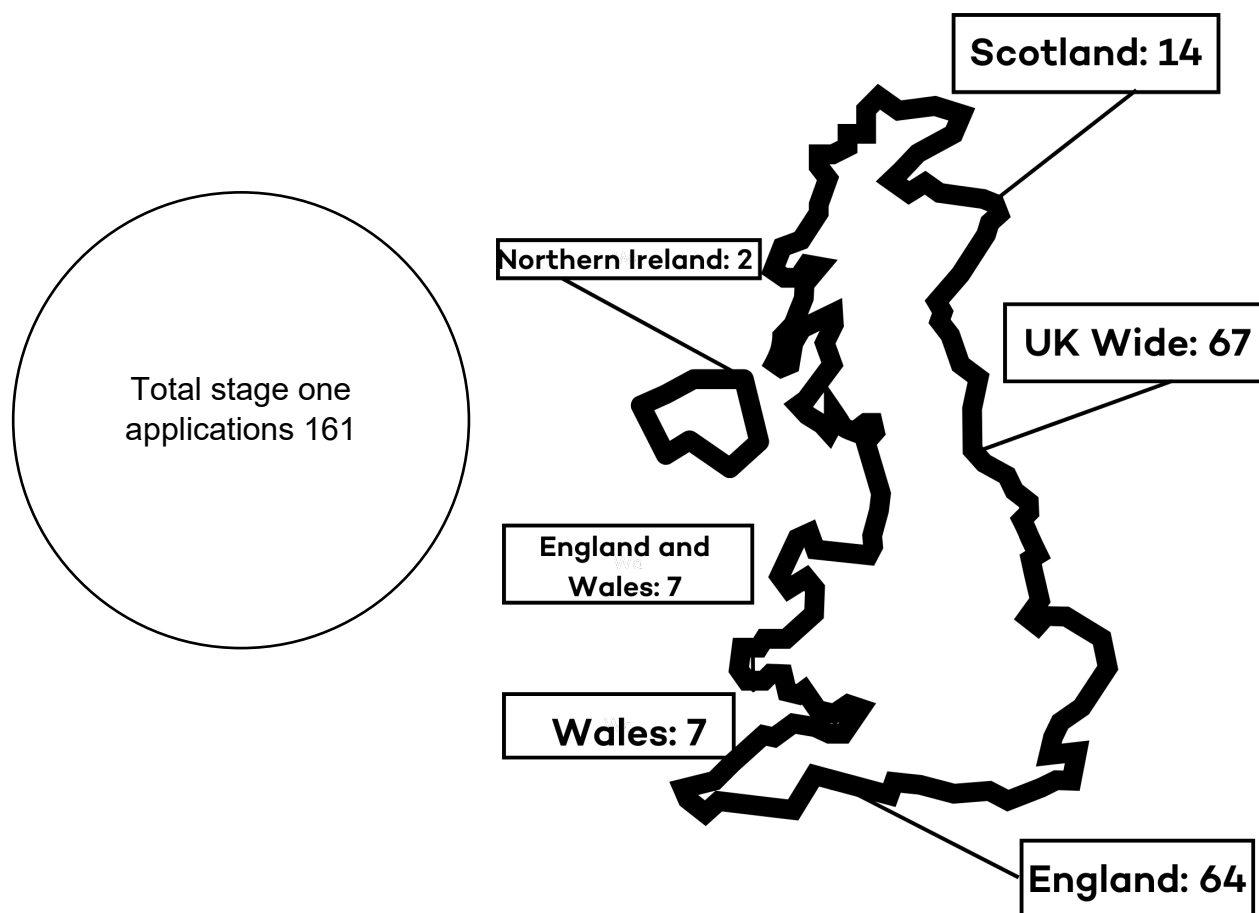 Scotland: 14
Northern Ireland: 2
UK Wide: 67
Total stage one
applications 161
England and
Wales: 7
Wales: 7
England: 64